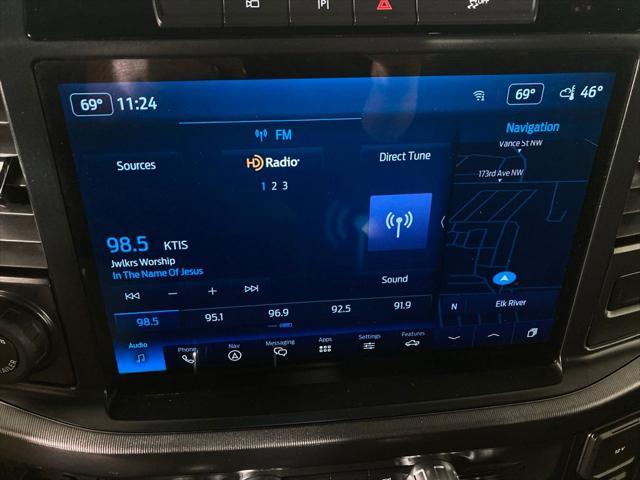 OFF
69° 11:24
69° 46°
FM
Navigation
Sources
HD Radio
Direct Tune
1 2 3
Vance St NW
173rd Ave NW
98.5 KTIS
Jwlkrs Worship
In The Name Of Jesus
Sound
N
Elk River
98.5 95.1 96.9 92.5 91.9
Audio
Phone
Nav
Messaging
Apps
Settings
Features
12V